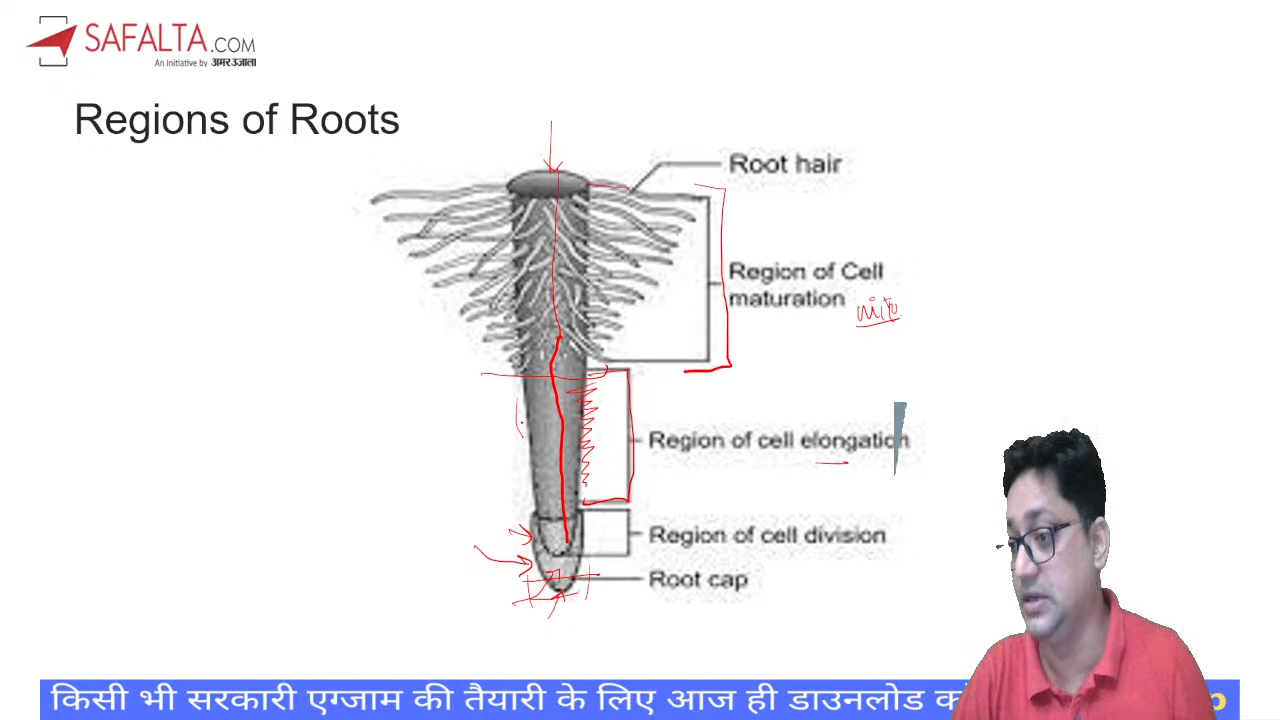 SAFALTA.COM
An Initiative by अमर उजाला
Regions of Roots
Root hair
Region of Cell
maturation
Region of cell elongation
Region of cell division
Root cap
किसी भी सरकारी एग्जाम की तैयारी के लिए आज ही डाउनलोड